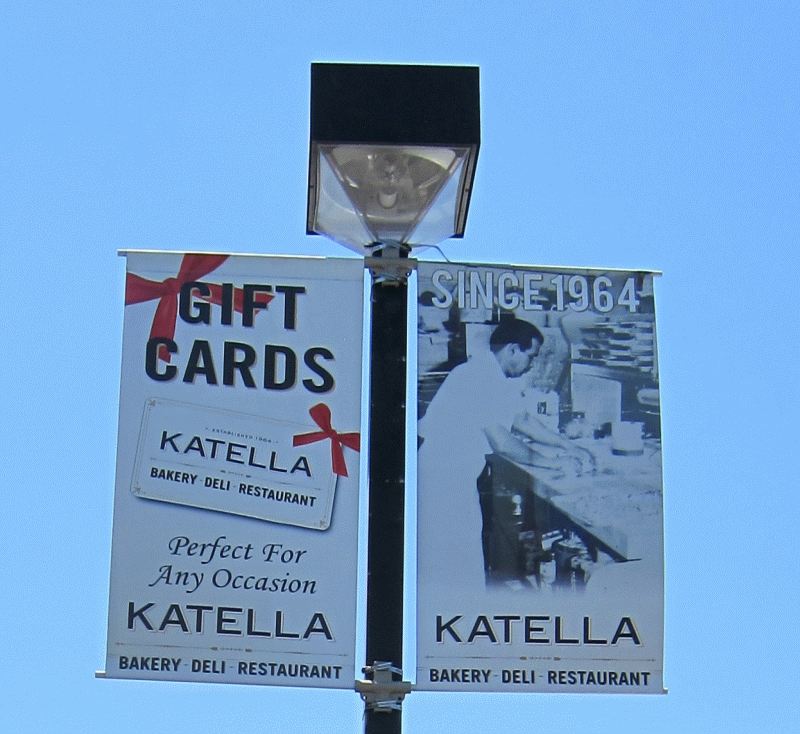 GIFT
CARDS
ESTABLISHED 1964
KATELLA
BAKERY - DELI - RESTAURANT
Perfect For
Any Occasion
KATELLA
BAKERY - DELI - RESTAURANT
SINCE 1964
KATELLA
BAKERY - DELI - RESTAURANT